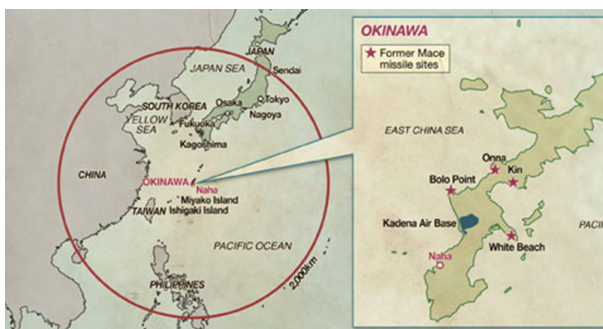 JAPAN
JAPAN SEA
Sendai
SOUTH KOREA
Osaka
Tokyo
YELLOW
SEA
Fukuoka
Nagoya
Kagoshima
CHINA
OKINAWA
Naha
Miyako Island
TAIWAN
Ishigaki Island
PACIFIC OCEAN
PHILIPPINES
2,000km
OKINAWA
Former Mace
missile sites
EAST CHINA SEA
Onna
Kin
Bolo Point
Kadena Air Base
PACI
White Beach
Naha